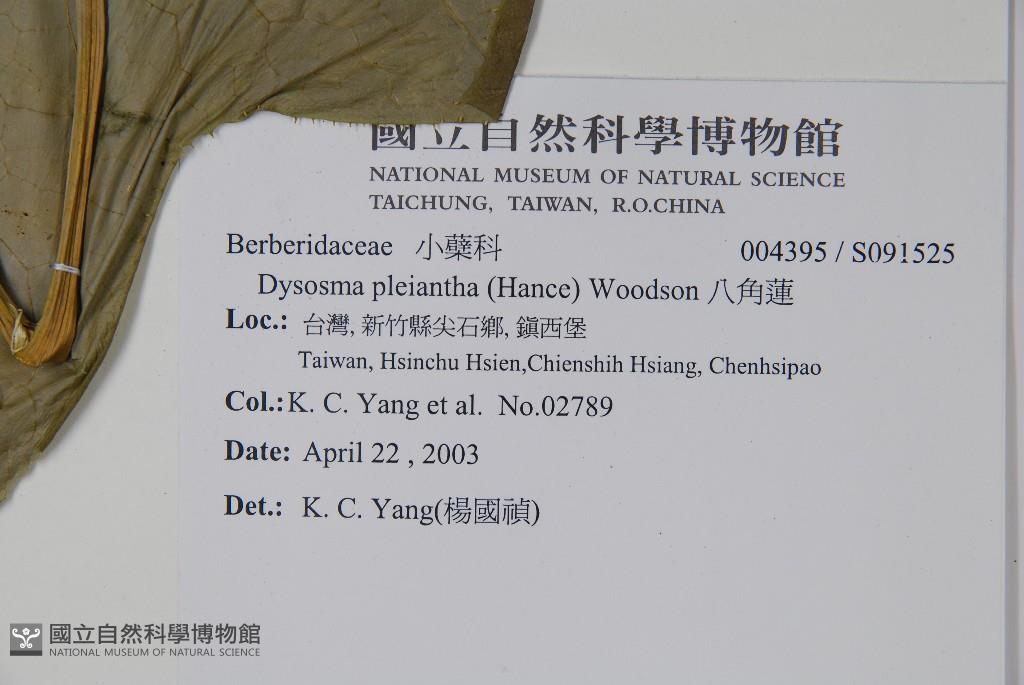 國立自然科學博物館
NATIONAL MUSEUM OF NATURAL SCIENCE
TAICHUNG, TAIWAN, R.O.CHINA
Berberidaceae 小蘗科 004395 / S091525
Dysosma pleiantha (Hance) Woodson 八角蓮
Loc.: 台灣, 新竹縣尖石鄉, 鎮西堡
Taiwan, Hsinchu Hsien,Chienshih Hsiang, Chenhsipao
Col.:K. C. Yang et al. No.02789
Date: April 22 , 2003
Det.: K. C. Yang(楊國禎)
國立自然科學博物館
NATIONAL MUSEUM OF NATURAL SCIENCE